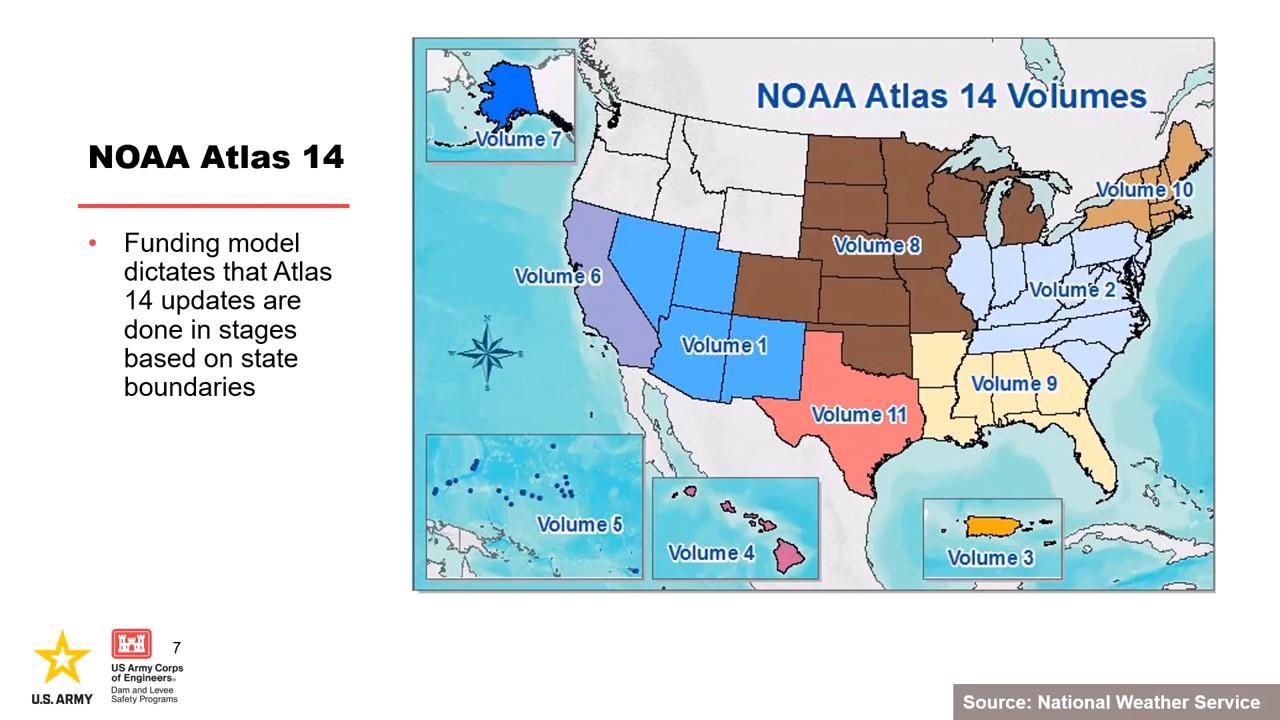 NOAA Atlas 14
• Funding model
dictates that Atlas
14 updates are
done in stages
based on state
boundaries
NOAA Atlas 14 Volumes
Volume 7
Volume 10
Volume 8
Volume 6
Volume 2
Volume 1
Volume 9
Volume 11
Volume 5
Volume 4
Volume 3
U.S. ARMY
US Army Corps
of Engineers®
Dam and Levee
Safety Programs
7
Source: National Weather Service